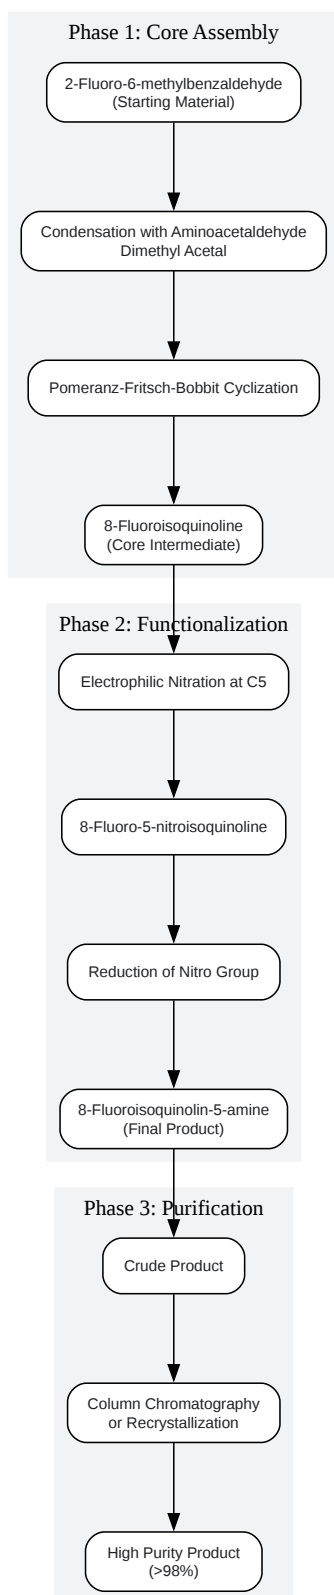 Phase 1: Core Assembly
2-Fluoro-6-methylbenzaldehyde
(Starting Material)
Condensation with Aminoacetaldehyde
Dimethyl Acetal
Pomeranz-Fritsch-Bobbit Cyclization
8-Fluoroisoquinoline
(Core Intermediate)
Phase 2: Functionalization
Electrophilic Nitration at C5
8-Fluoro-5-nitroisoquinoline
Reduction of Nitro Group
8-Fluoroisoquinolin-5-amine
(Final Product)
Phase 3: Purification
Crude Product
Column Chromatography
or Recrystallization
High Purity Product
(>98%)